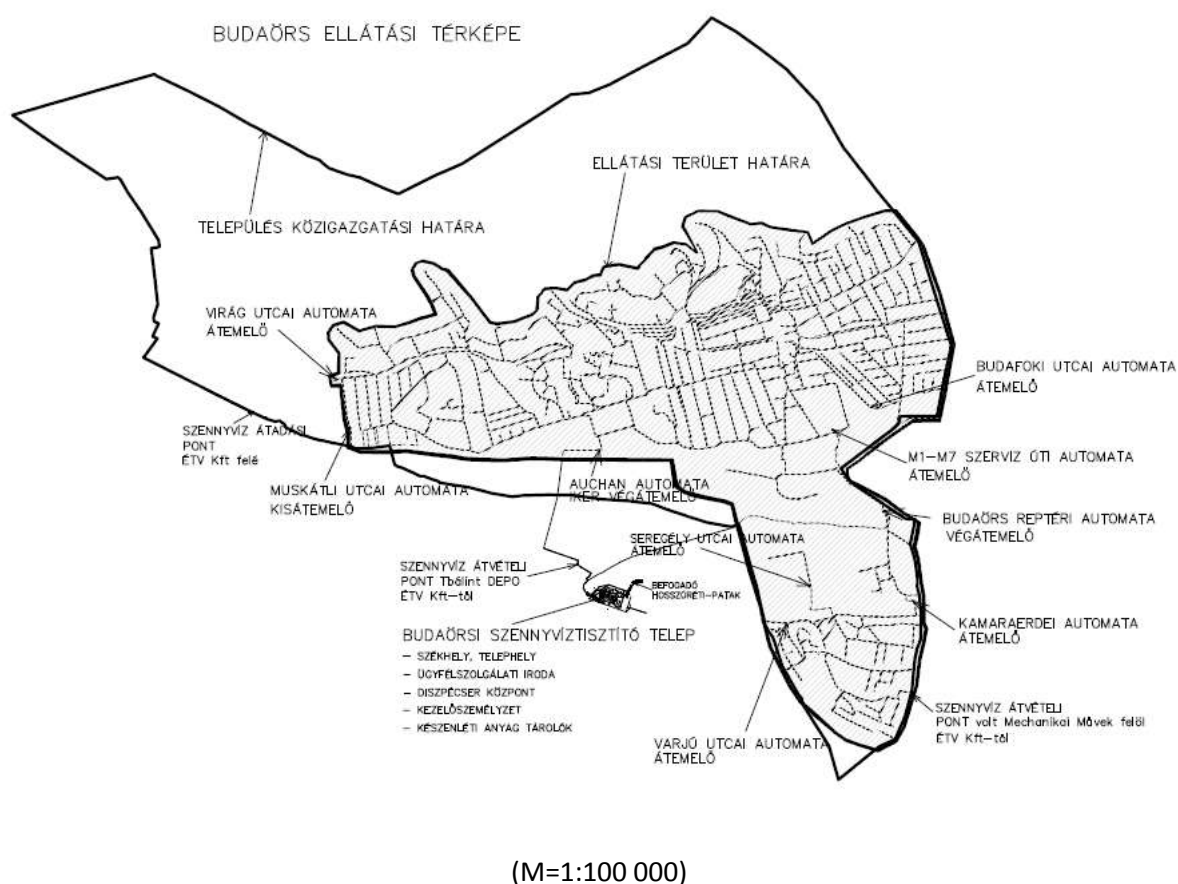 BUDAÖRS ELLÁTÁSI TÉRKÉPE
ELLÁTÁSI TERÜLET HATÁRA
TELEPÜLÉS KÖZIGAZGATÁSI HATÁRA
VIRÁG UTCAI AUTOMATA
ÁTEMELŐ
BUDAFOKI UTCAI AUTOMATA
ÁTEMELŐ
SZENNYVÍZ ÁTADÁSI
PONT
ÉTV Kft felé
M1-M7 SZERVIZ ÚTI AUTOMATA
ÁTEMELŐ
MUSKÁTLI UTCAI AUTOMATA
KISÁTEMELŐ
AUCHAN AUTOMATA
IKER VÉGÁTEMELŐ
BUDAÖRS REPTÉRI AUTOMATA
VÉGÁTEMELŐ
SEREGÉLY UTCAI AUTOMATA
ÁTEMELŐ
SZENNYVÍZ ÁTVÉTELI
PONT Tbálint DEPO
ÉTV Kft-től
BEFOGADÓ
HOSSZÚRÉTI-PATAK
KAMARAERDEI AUTOMATA
ÁTEMELŐ
BUDAÖRSI SZENNYVÍZTISZTÍTÓ TELEP
- SZÉKHELY, TELEPHELY
- ÜGYFÉLSZOLGÁLATI IRODA
- DISZPÉCSER KÖZPONT
- KEZELŐSZEMÉLYZET
- KÉSZENLÉTI ANYAG TÁROLÓK
SZENNYVÍZ ÁTVÉTELI
PONT volt Mechanikai Művek felöl
ÉTV Kft-től
VARJÚ UTCAI AUTOMATA
ÁTEMELŐ
(M=1:100 000)